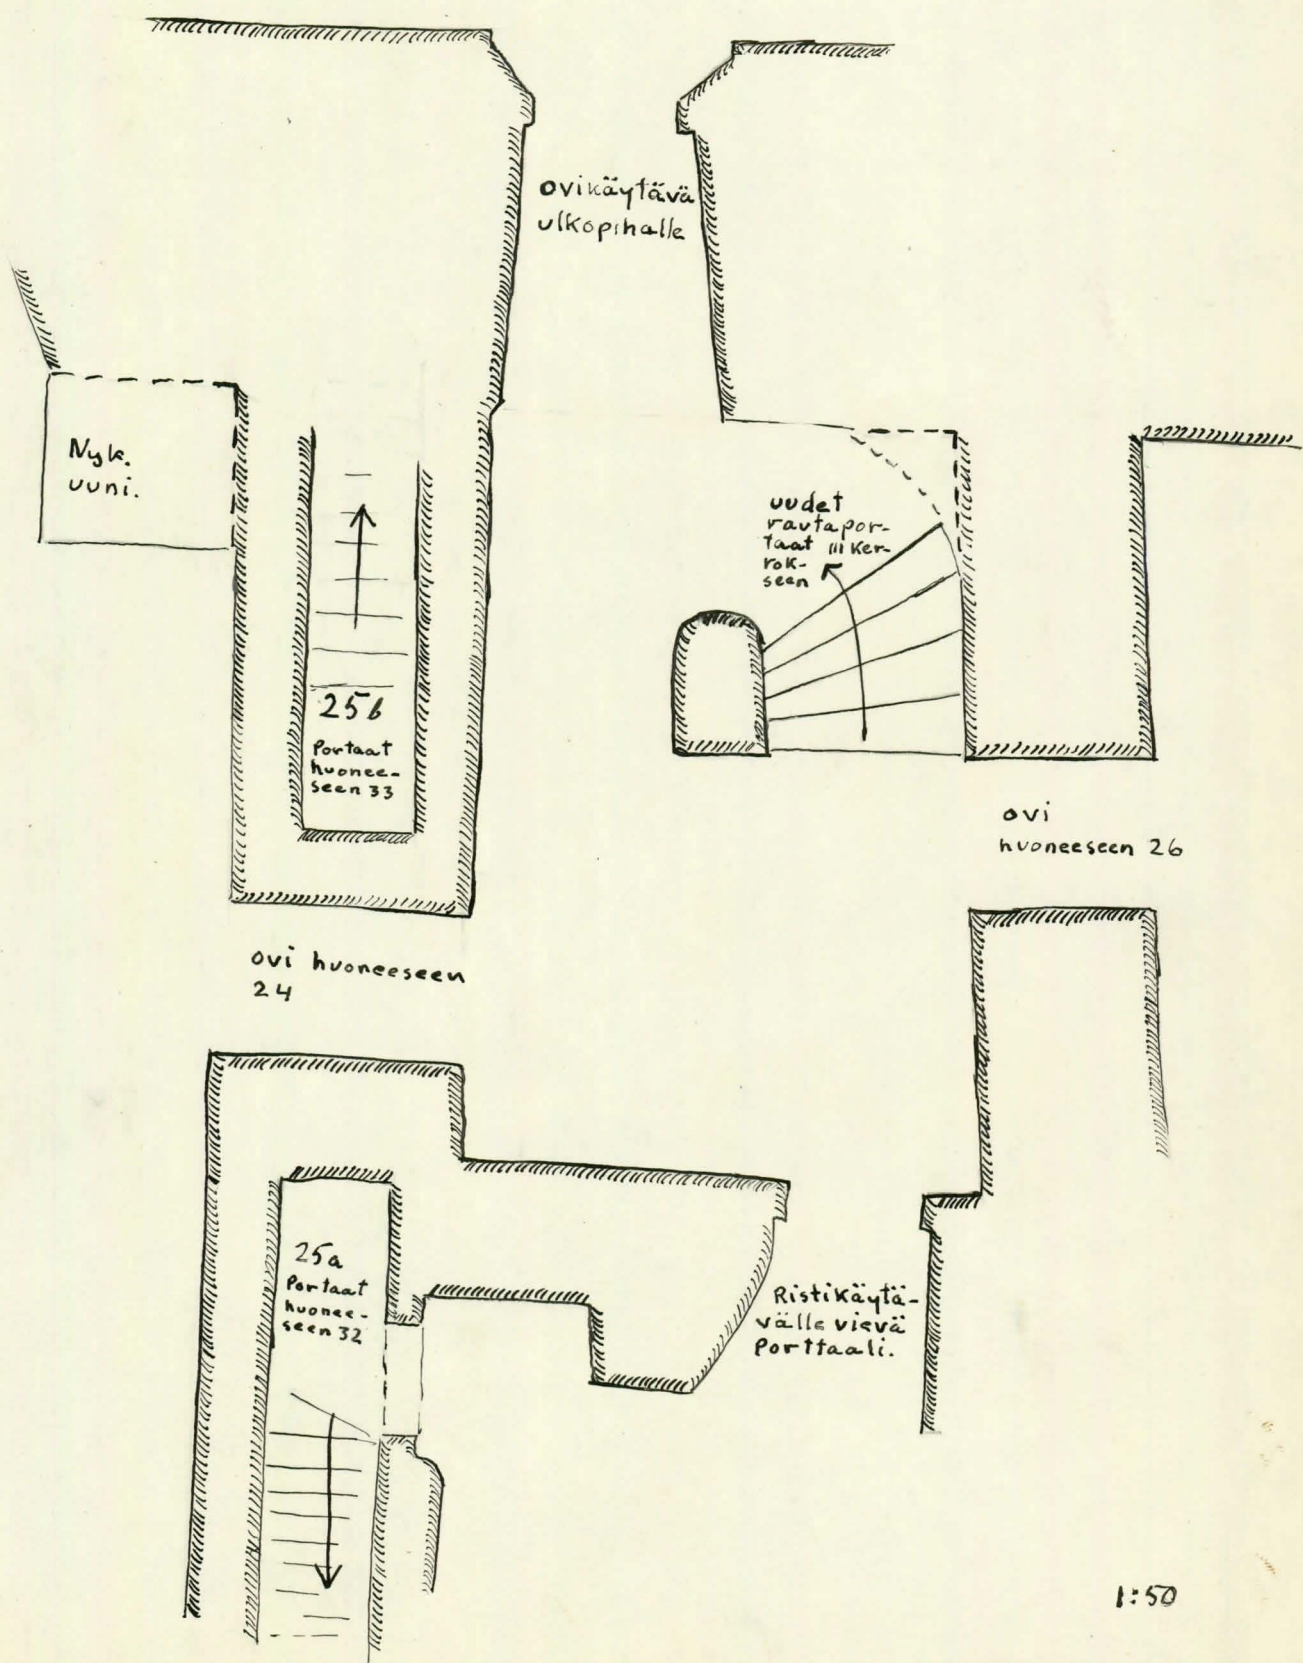 ovikäytävä
ulkopihalle
Nyk.
uuni.
uudet
rautapor-
taat III ker-
rok-
seen
25b
Portaat
huonee-
seen 33
ovi
huoneeseen 26
ovi huoneeseen
24
25a
Portaat
huonee-
seen 32
Ristikäytä-
välle vievä
Porttaali.
1:50